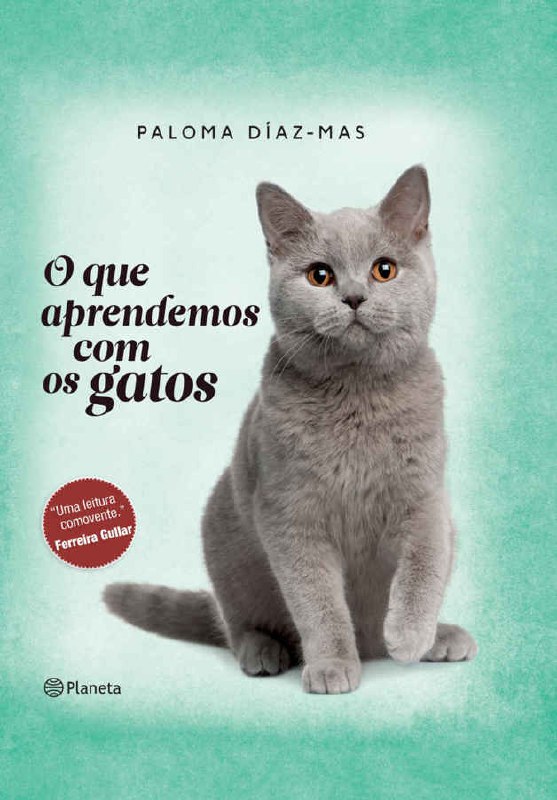 PALOMA DÍAZ-MAS
O que
aprendemos
com
os gatos
“Uma leitura
comovente.”
Ferreira Gullar
Planeta